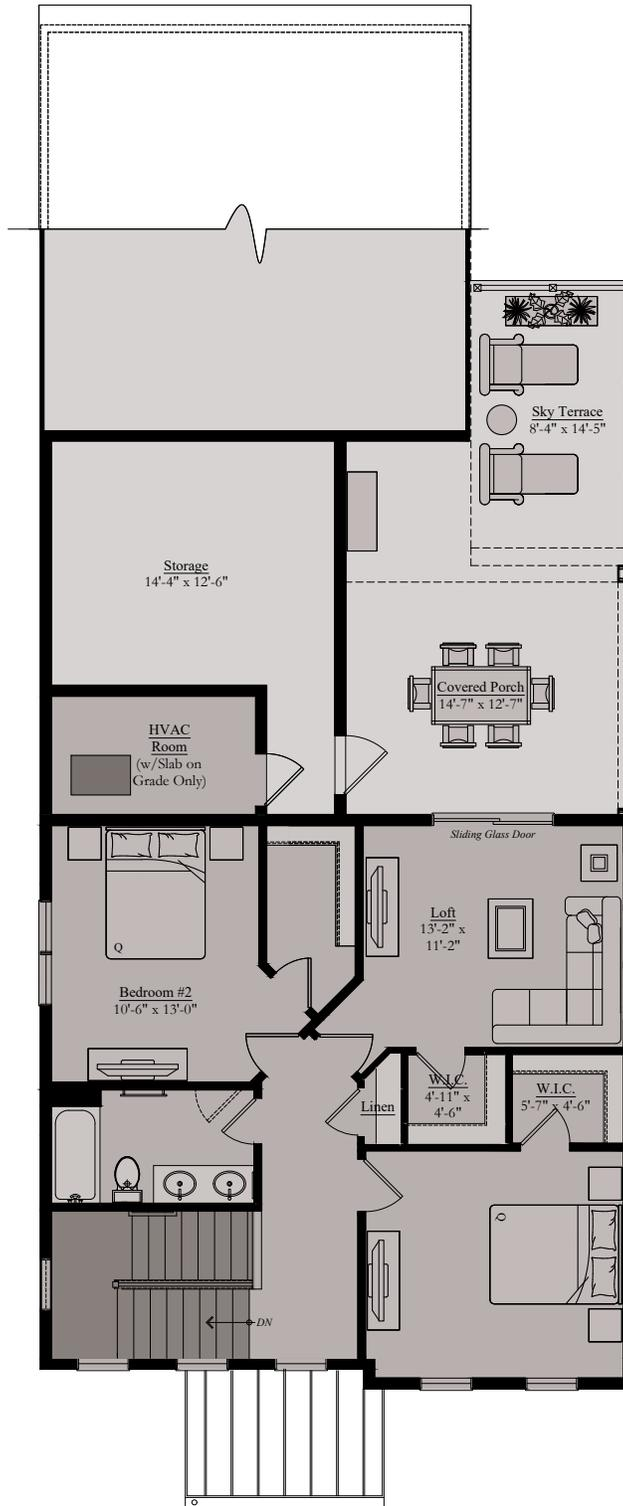 Sky Terrace
8'-4" x 14'-5"
Storage
14'-4" x 12'-6"
Covered Porch
14'-7" x 12'-7"
HVAC
Room
(w/Slab on
Grade Only)
Sliding Glass Door
Loft
13'-2" x
11'-2"
Q
Bedroom #2
10'-6" x 13'-0"
W.I.C.
4'-11" x
4'-6"
W.I.C.
5'-7" x 4'-6"
Linen
Q
DN